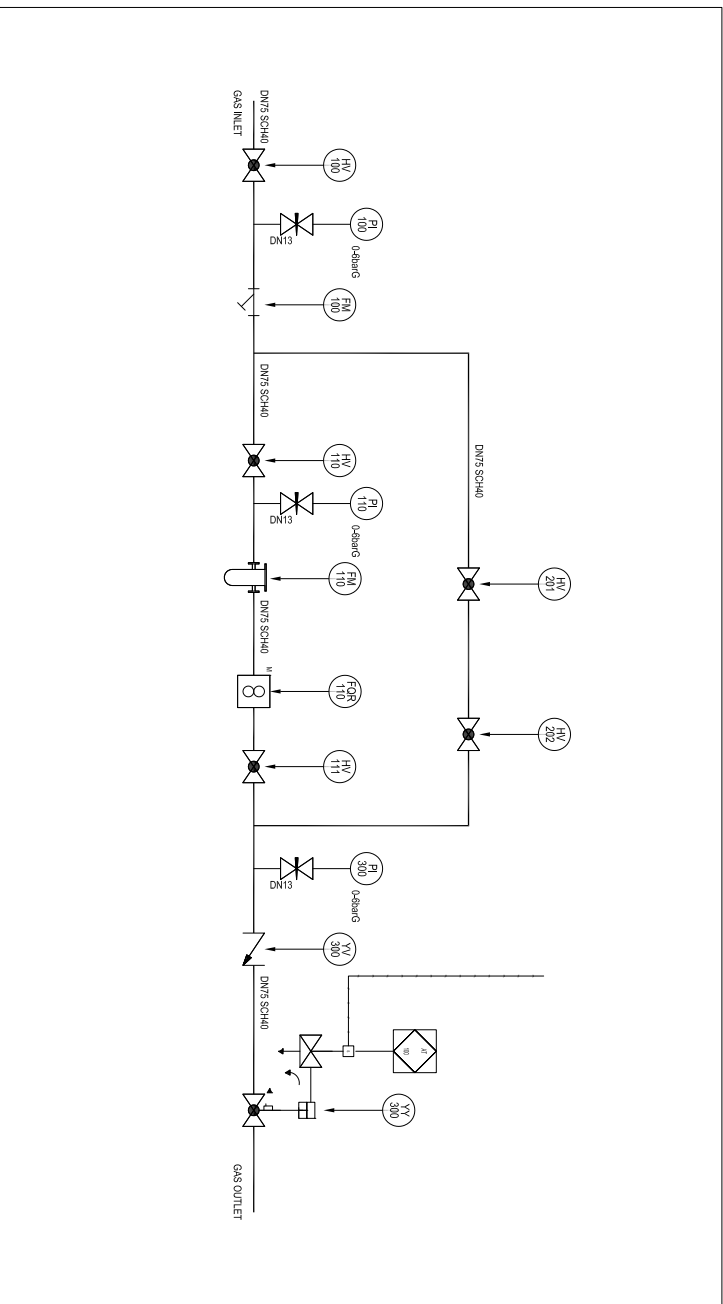 DN75 SCH40
GAS INLET
HV
100
PI
100
0-6barG
DN13
FM
100
DN75 SCH40
DN75 SCH40
HV
110
PI
110
0-6barG
DN13
FM
110
DN75 SCH40
HV
201
FQR
110
M
HV
202
HV
111
PI
300
0-6barG
DN13
YV
300
DN75 SCH40
AT
100
YY
300
GAS OUTLET